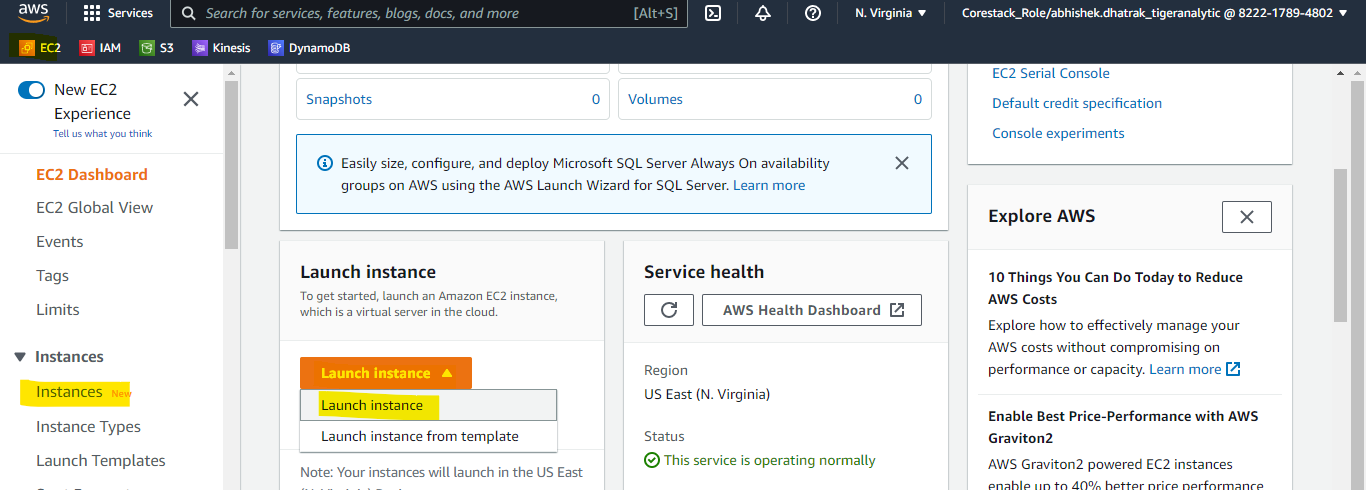 aws
Services
Search for services, features, blogs, docs, and more
[Alt+S]
N. Virginia
Corestack_Role/abhishek.dhatrak_tigeranalytic @ 8222-1789-4802
EC2
IAM
S3
Kinesis
DynamoDB
New EC2
Experience
Tell us what you think
EC2 Dashboard
EC2 Global View
Events
Tags
Limits
Instances
Instances New
Instance Types
Launch Templates
Snapshots 0
Volumes 0
Easily size, configure, and deploy Microsoft SQL Server Always On availability
groups on AWS using the AWS Launch Wizard for SQL Server. Learn more
Launch instance
To get started, launch an Amazon EC2 instance,
which is a virtual server in the cloud.
Launch instance
Launch instance
Launch instance from template
Note: Your instances will launch in the US East
Service health
AWS Health Dashboard
Region
US East (N. Virginia)
Status
This service is operating normally
EC2 Serial Console
Default credit specification
Console experiments
Explore AWS
10 Things You Can Do Today to Reduce
AWS Costs
Explore how to effectively manage your
AWS costs without compromising on
performance or capacity. Learn more
Enable Best Price-Performance with AWS
Graviton2
AWS Graviton2 powered EC2 instances
enable up to 40% better price performance